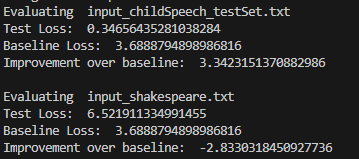 Evaluating  input_childSpeech_testSet.txt
Test Loss:  0.34656435281038284
Baseline Loss:  3.6888794898986816
Improvement over baseline:  3.3423151370882986

Evaluating  input_shakespeare.txt
Test Loss:  6.521911334991455
Baseline Loss:  3.6888794898986816
Improvement over baseline:  -2.8330318450927736